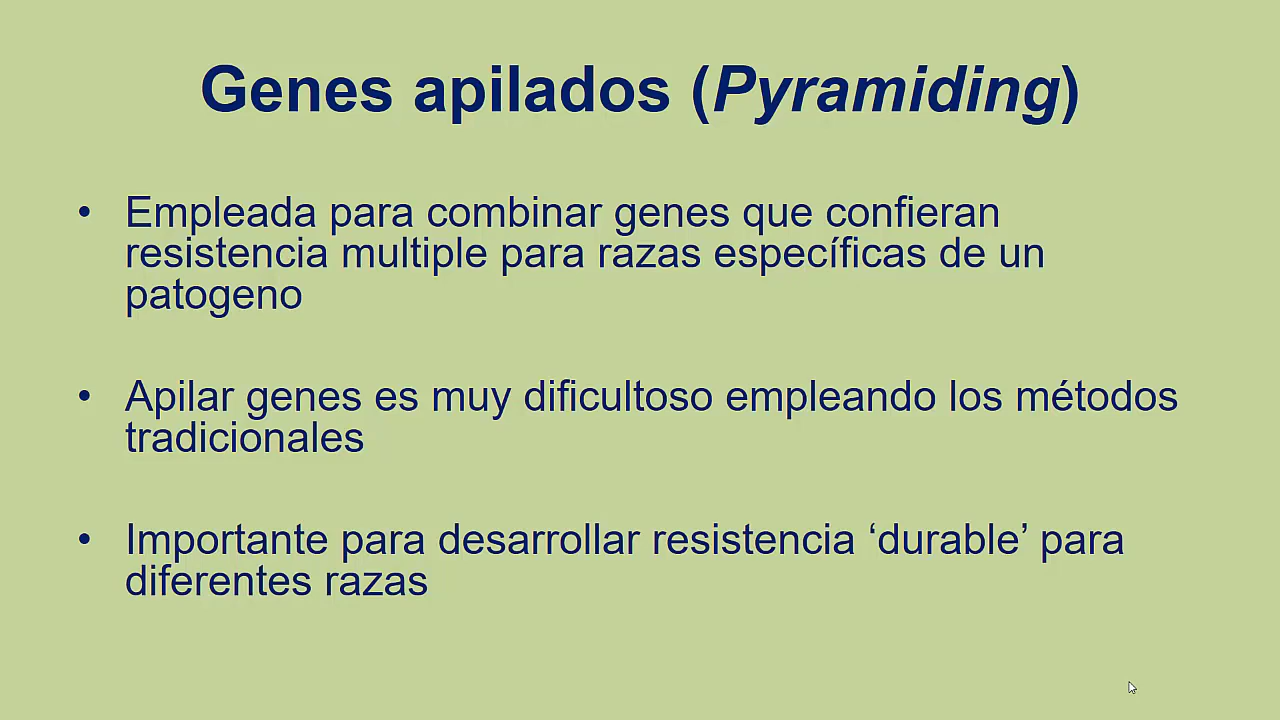 Genes apilados (Pyramiding)
• Empleada para combinar genes que confieran
resistencia multiple para razas específicas de un
patogeno
• Apilar genes es muy dificultoso empleando los métodos
tradicionales
• Importante para desarrollar resistencia ‘durable’ para
diferentes razas